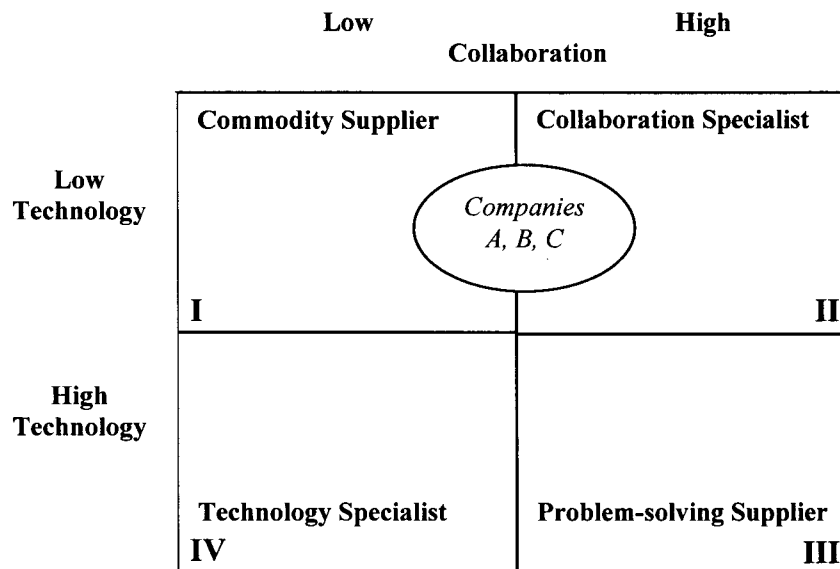 Low High
Collaboration
Commodity Supplier Collaboration Specialist
Low
Technology
Companies
A, B, C
I II
High
Technology
Technology Specialist Problem-solving Supplier
IV III